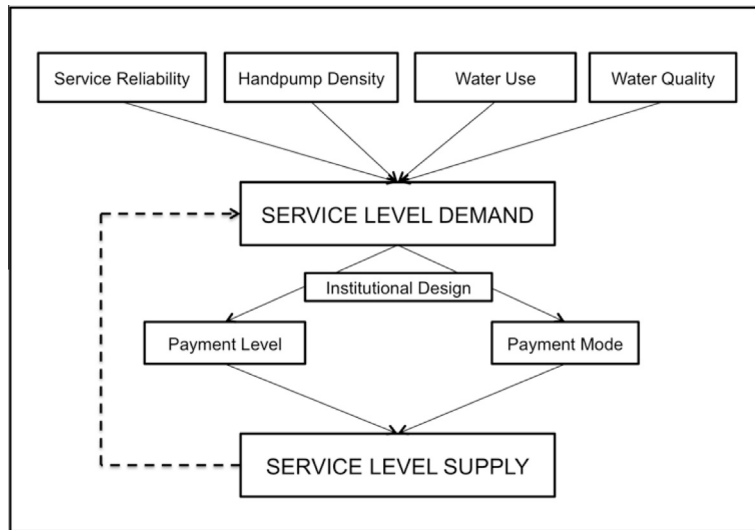 Service Reliability
Handpump Density
Water Use
Water Quality
SERVICE LEVEL DEMAND
Institutional Design
Payment Level
Payment Mode
SERVICE LEVEL SUPPLY